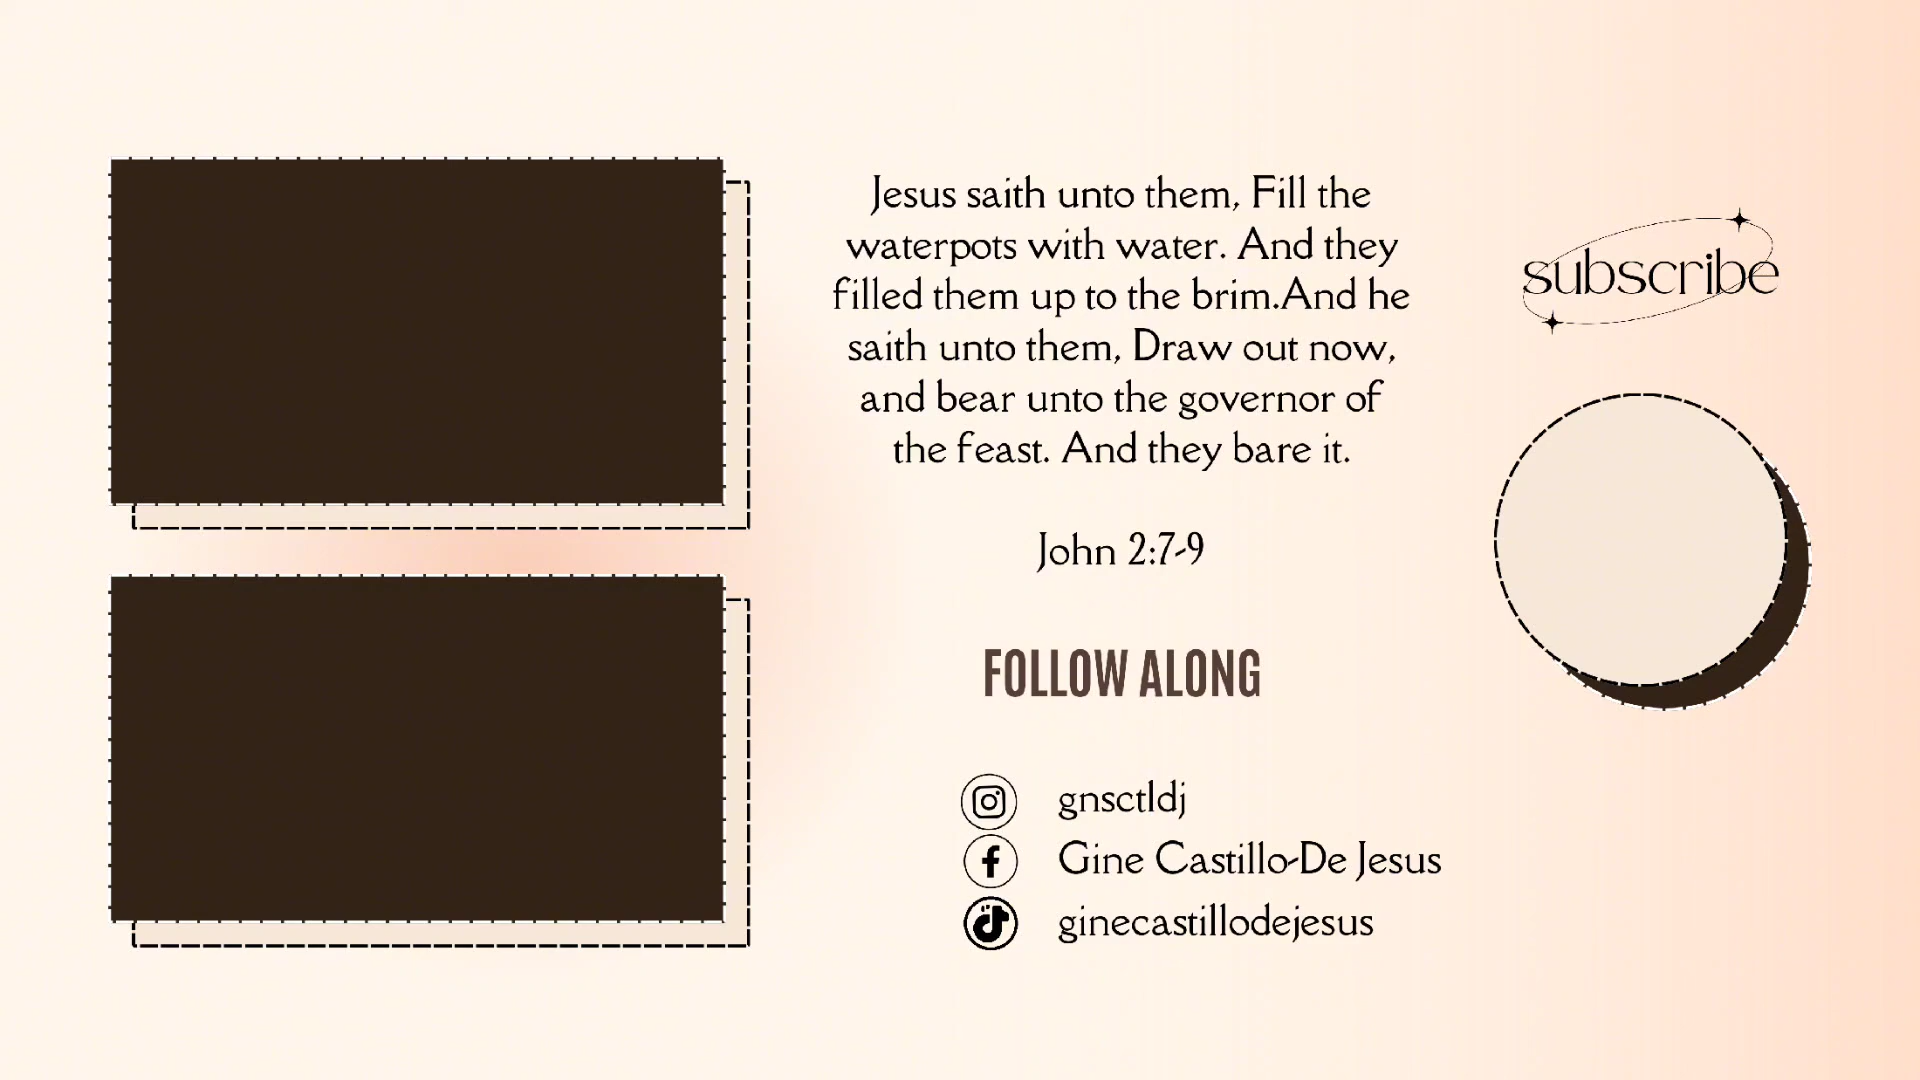 Jesus saith unto them, Fill the
waterpots with water. And they
filled them up to the brim.And he
saith unto them, Draw out now,
and bear unto the governor of
the feast. And they bare it.
John 2:7-9
FOLLOW ALONG
gnsctldj
Gine Castillo-De Jesus
ginecastillodejesus
subscribe